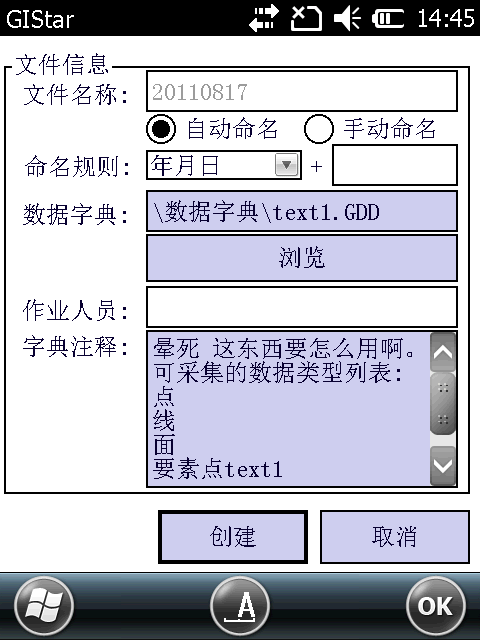 GIStar 14:45
文件信息
文件名称: 20110817
自动命名 手动命名
命名规则: 年月日 +
数据字典: \数据字典\text1.GDD
浏览
作业人员:
字典注释: 晕死 这东西要怎么用啊。
可采集的数据类型列表:
点
线
面
要素点text1
创建 取消
A OK